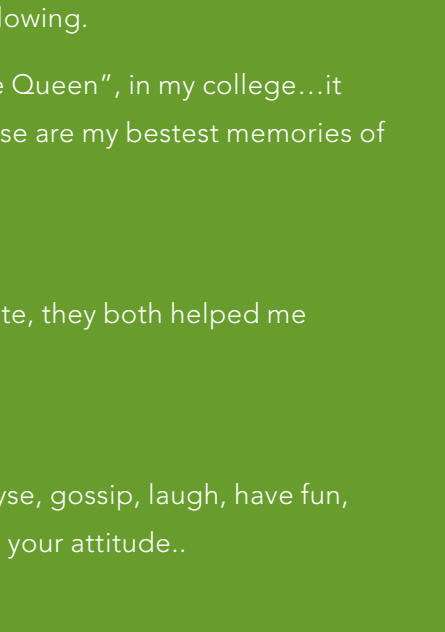 lowing.
e Queen”, in my college…it
se are my bestest memories of
te, they both helped me
yse, gossip, laugh, have fun,
your attitude..